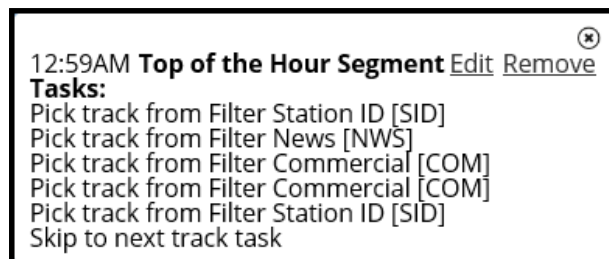 12:59AM Top of the Hour Segment Edit Remove
Tasks:
Pick track from Filter Station ID [SID]
Pick track from Filter News [NWS]
Pick track from Filter Commercial [COM]
Pick track from Filter Commercial [COM]
Pick track from Filter Station ID [SID]
Skip to next track task